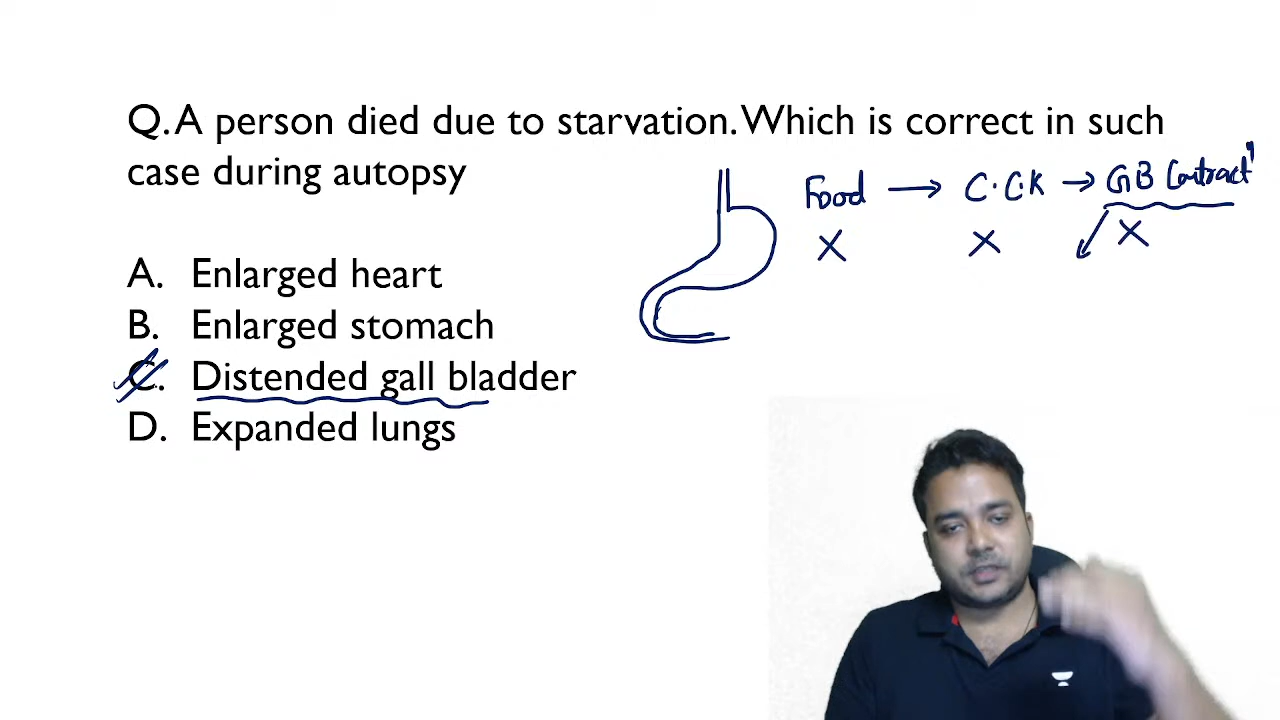 Q. A person died due to starvation. Which is correct in such
case during autopsy
Food → C.C.K → GB Contract"
X X X
A. Enlarged heart
B. Enlarged stomach
C. Distended gall bladder
D. Expanded lungs